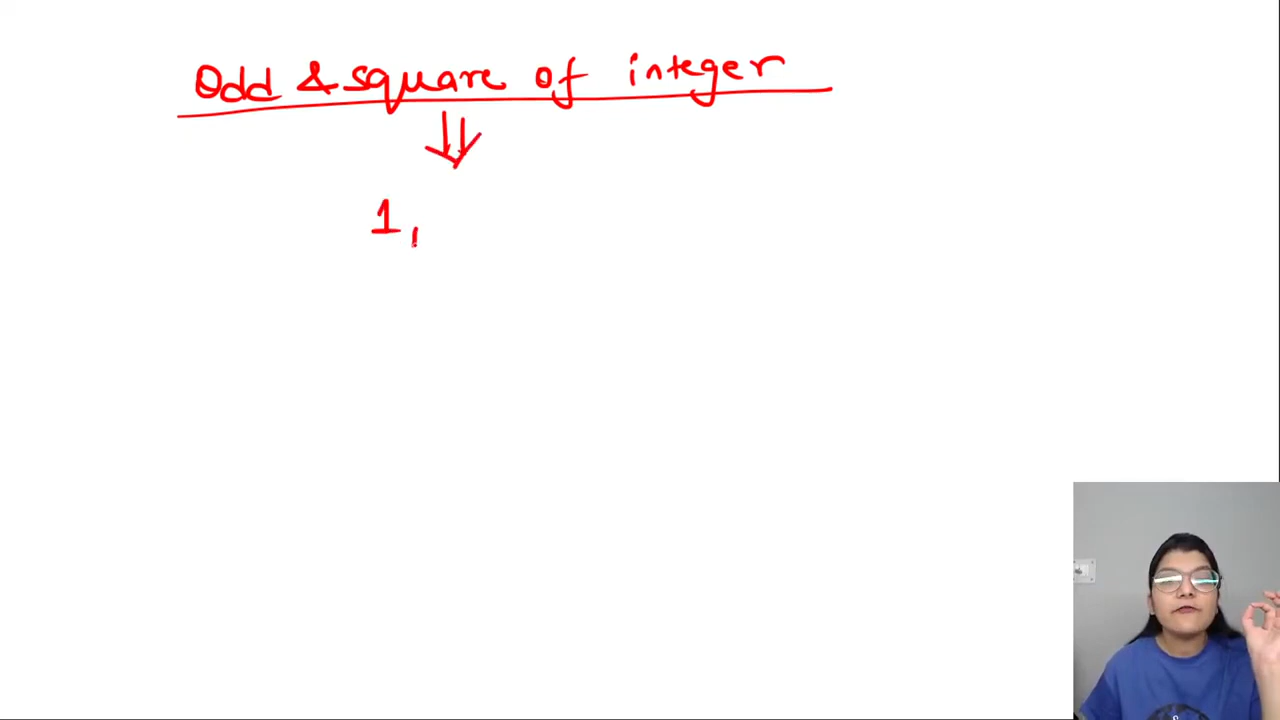 Odd & square of integer
1,